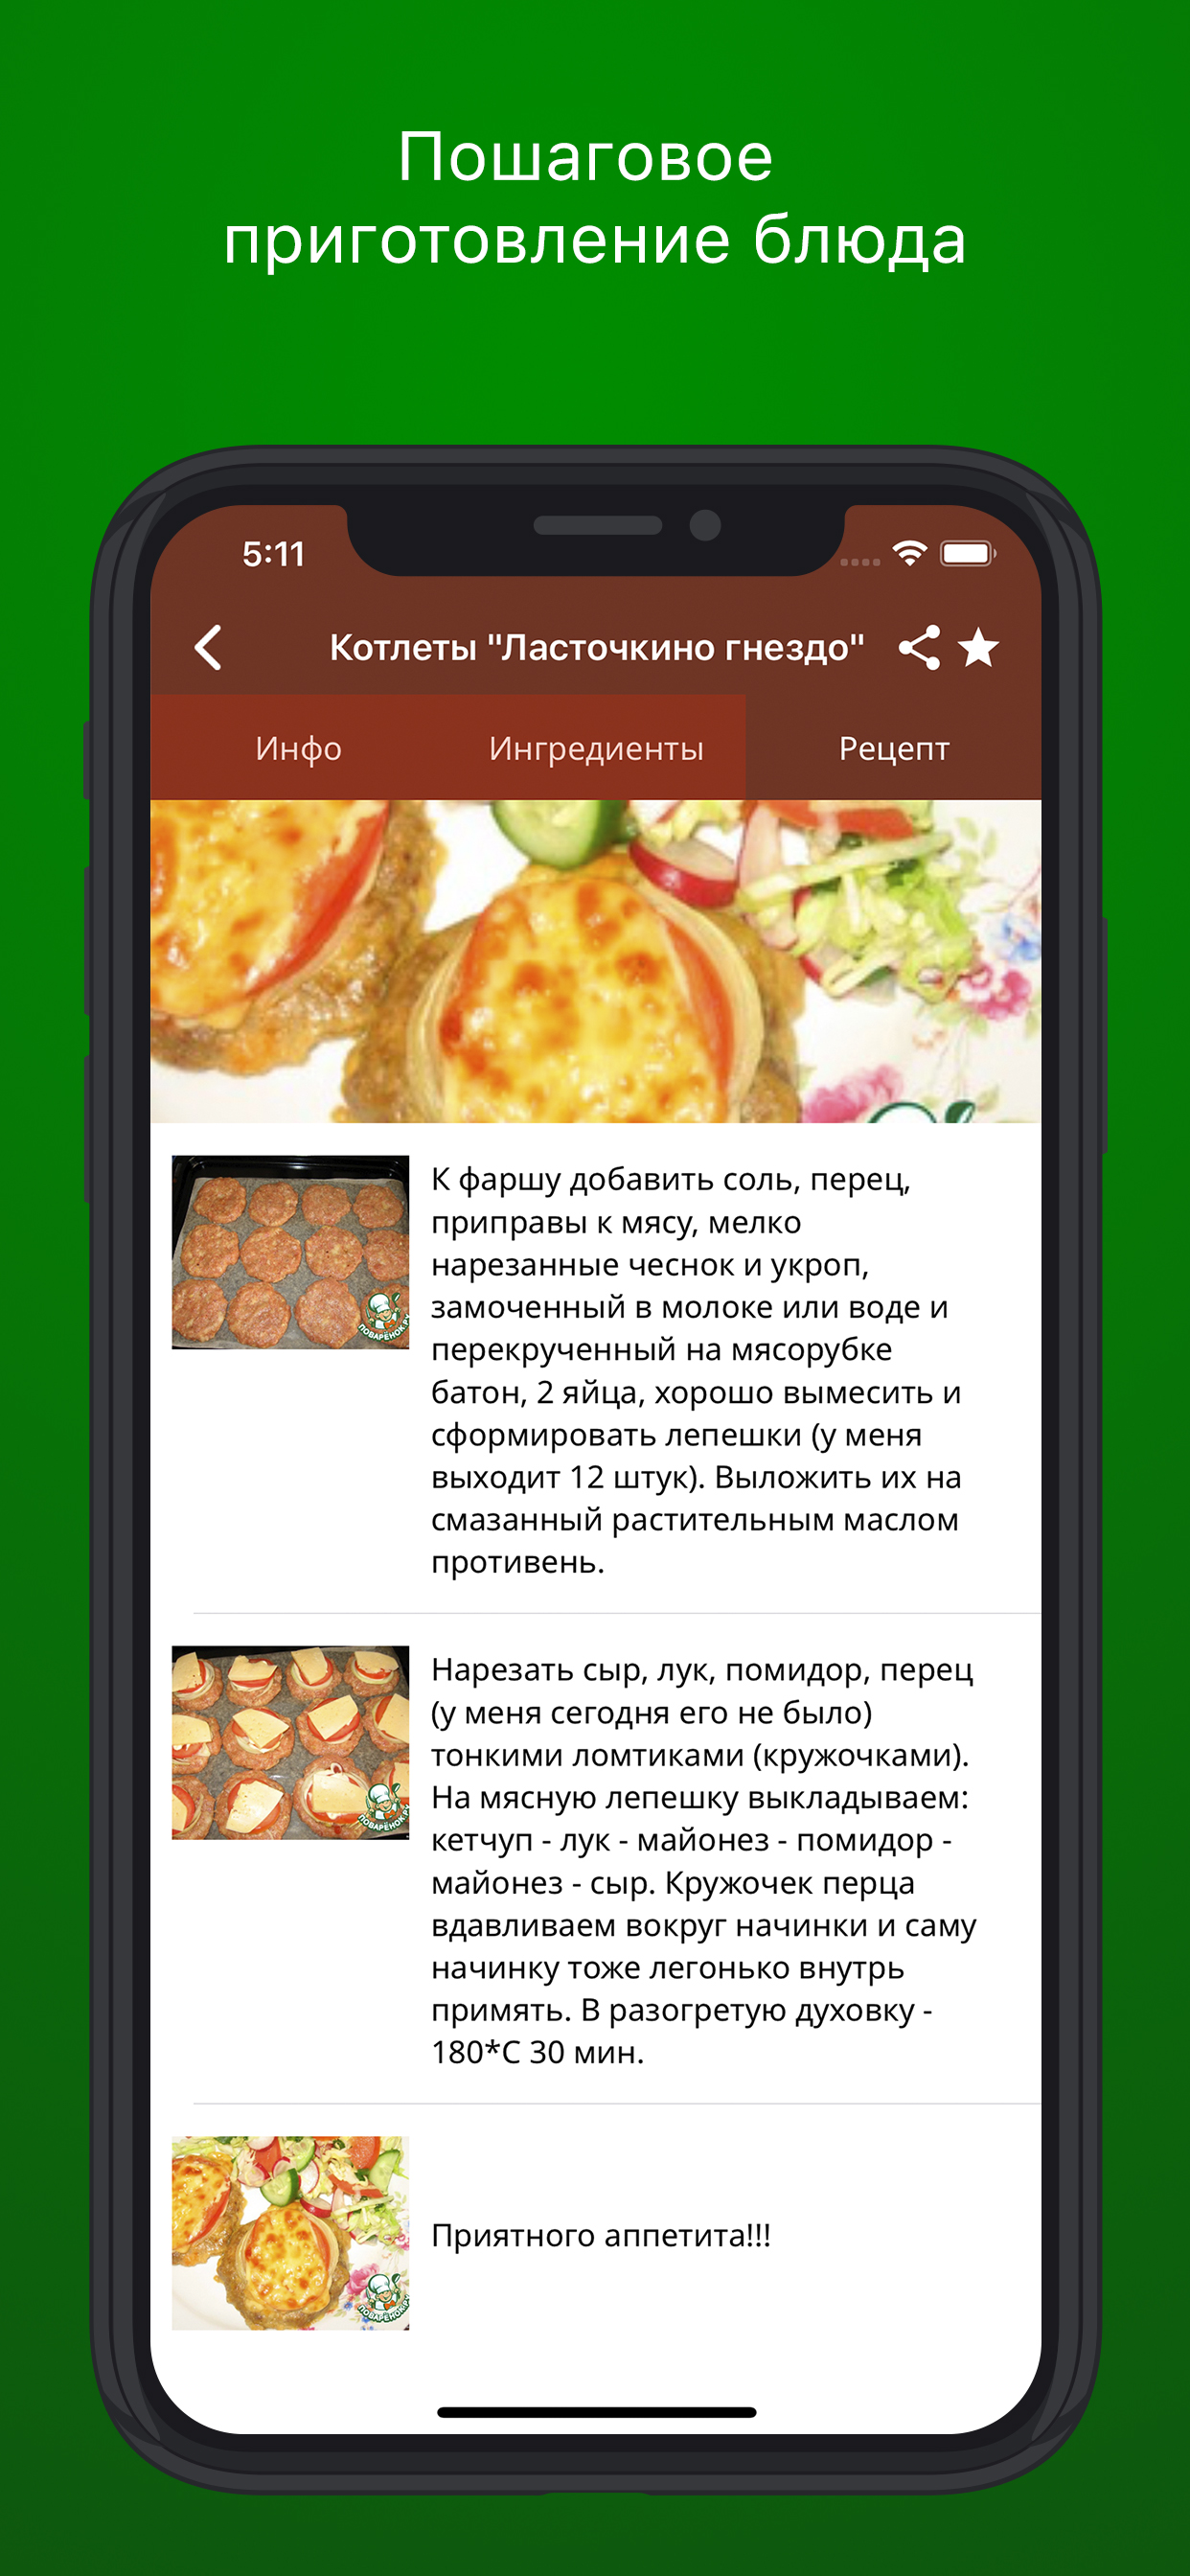 Пошаговое
приготовление блюда
5:11
Котлеты "Ласточкино гнездо"
Инфо
Ингредиенты
Рецепт
К фаршу добавить соль, перец,
приправы к мясу, мелко
нарезанные чеснок и укроп,
замоченный в молоке или воде и
перекрученный на мясорубке
батон, 2 яйца, хорошо вымесить и
сформировать лепешки (у меня
выходит 12 штук). Выложить их на
смазанный растительным маслом
противень.
ПОВАРЁНОК.РУ
Нарезать сыр, лук, помидор, перец
(у меня сегодня его не было)
тонкими ломтиками (кружочками).
На мясную лепешку выкладываем:
кетчуп - лук - майонез - помидор -
майонез - сыр. Кружочек перца
вдавливаем вокруг начинки и саму
начинку тоже легонько внутрь
примять. В разогретую духовку -
180*С 30 мин.
ПОВАРЁНОК.РУ
Приятного аппетита!!!
ПОВАРЁНОК.РУ